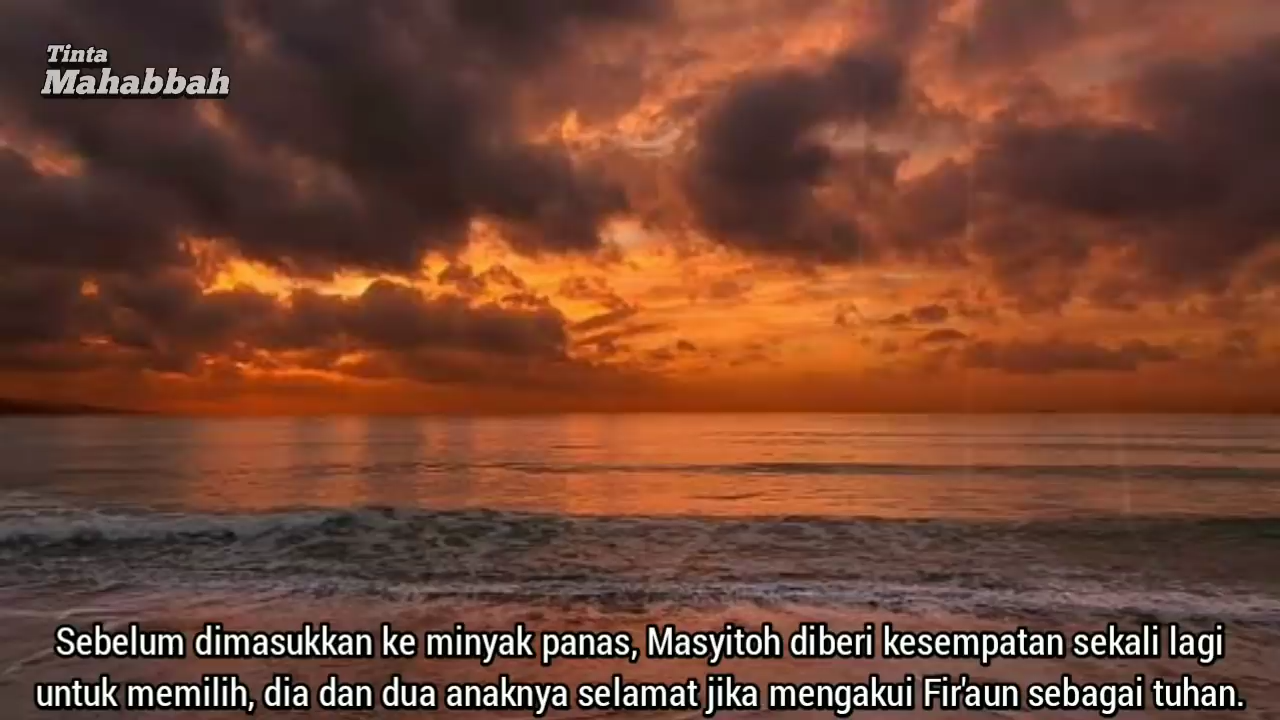 Tinta
Mahabbah
Sebelum dimasukkan ke minyak panas, Masyitoh diberi kesempatan sekali lagi
untuk memilih, dia dan dua anaknya selamat jika mengakui Fir'aun sebagai tuhan.